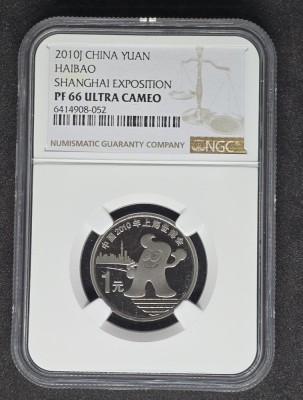 2010J CHINA YUAN
HAIBAO
SHANGHAI EXPOSITION
PF 66 ULTRA CAMEO
6414908-052
NUMISMATIC GUARANTY COMPANY
NGC
中国2010年上海世博会
1元